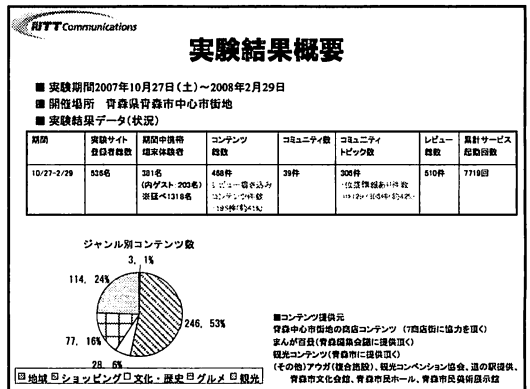 NTT Communications
実験結果概要
■ 実験期間2007年10月27日(土)~2008年2月29日
■ 開催場所 青森県青森市中心市街地
■ 実験結果データ(状況)
期間 実験サイト登録者総数 期間中携帯端末体験者 コンテンツ総数 コミュニティ数 コミュニティトピック数 レビュー総数 累計サービス起動回数
10/27-2/29 535名 381名 468件 39件 306件 510件 7719回
(内ゲスト:203名)
※延べ1318名
ジャンル別コンテンツ数
3, 1%
114, 24%
246, 53%
77, 16%
28, 6%
地域 ショッピング 文化・歴史 グルメ 観光
■コンテンツ提供元
青森中心市街地の商店コンテンツ (7商店街に協力を頂く)
まんが百景(青森編集会議に提供頂く)
観光コンテンツ(青森市に提供頂く)
(その他)アウガ(複合施設)、観光コンベンション協会、道の駅提供、
青森市文化会館、青森市民ホール、青森市民美術展示館